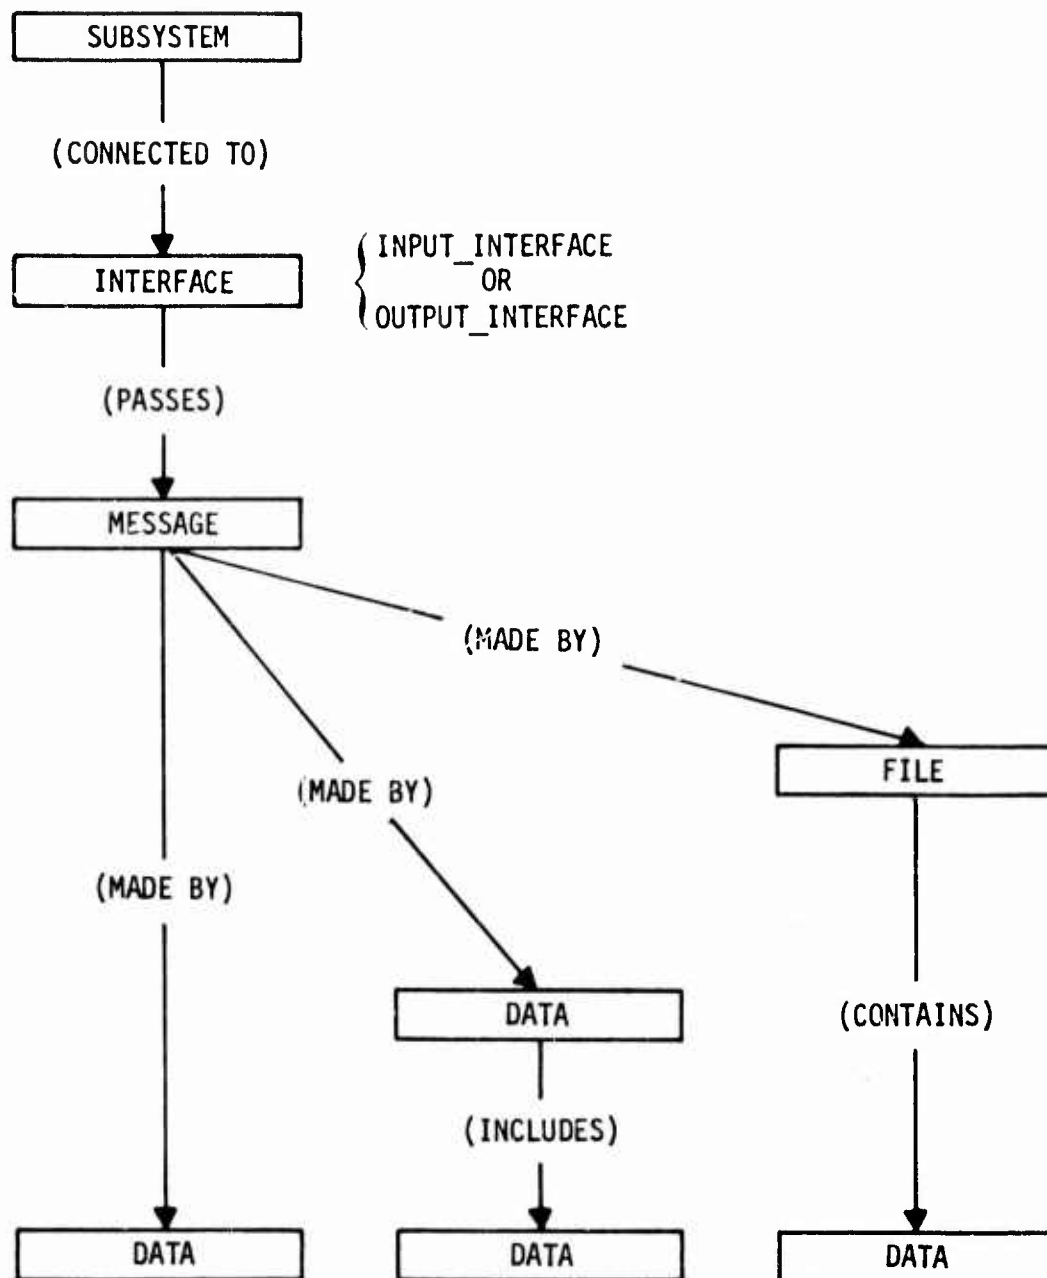 SUBSYSTEM
(CONNECTED TO)
INTERFACE
INPUT_INTERFACE
OR
OUTPUT_INTERFACE
(PASSES)
MESSAGE
(MADE BY)
FILE
(MADE BY)
(MADE BY)
DATA
(CONTAINS)
(INCLUDES)
DATA
DATA
DATA